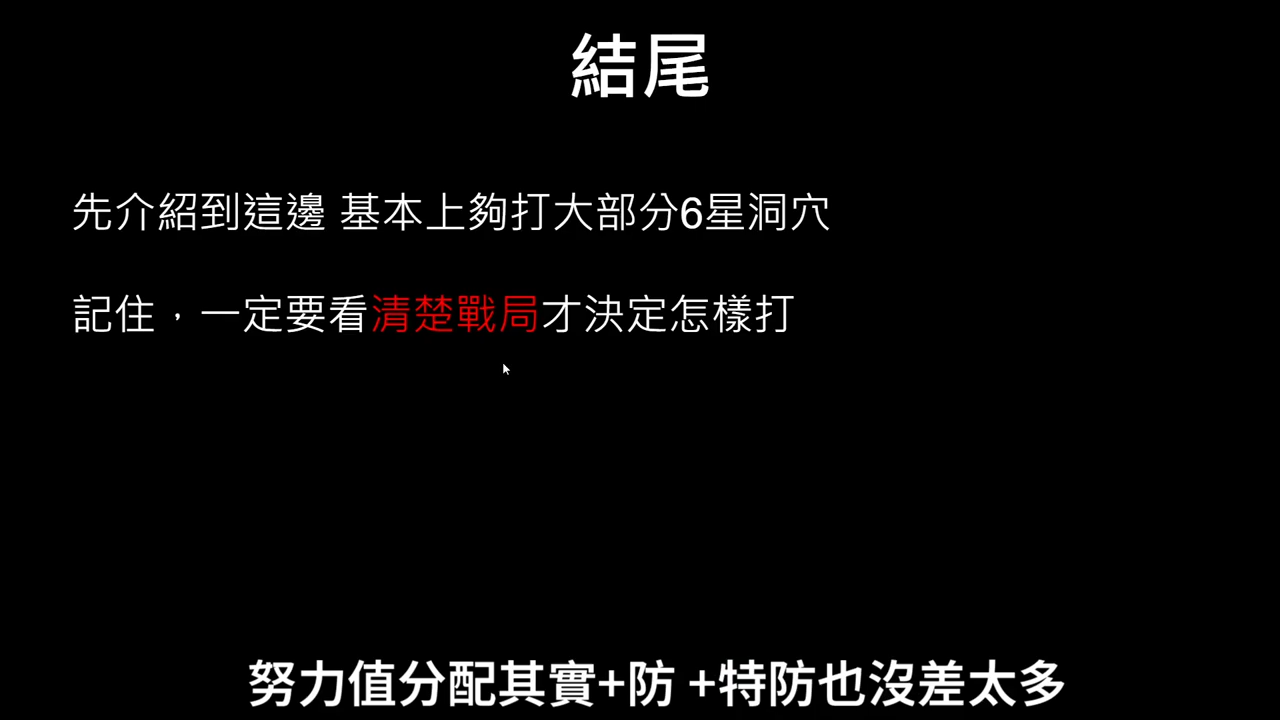 結尾
先介紹到這邊 基本上夠打大部分6星洞穴
記住，一定要看清楚戰局才決定怎樣打
努力值分配其實+防 +特防也沒差太多